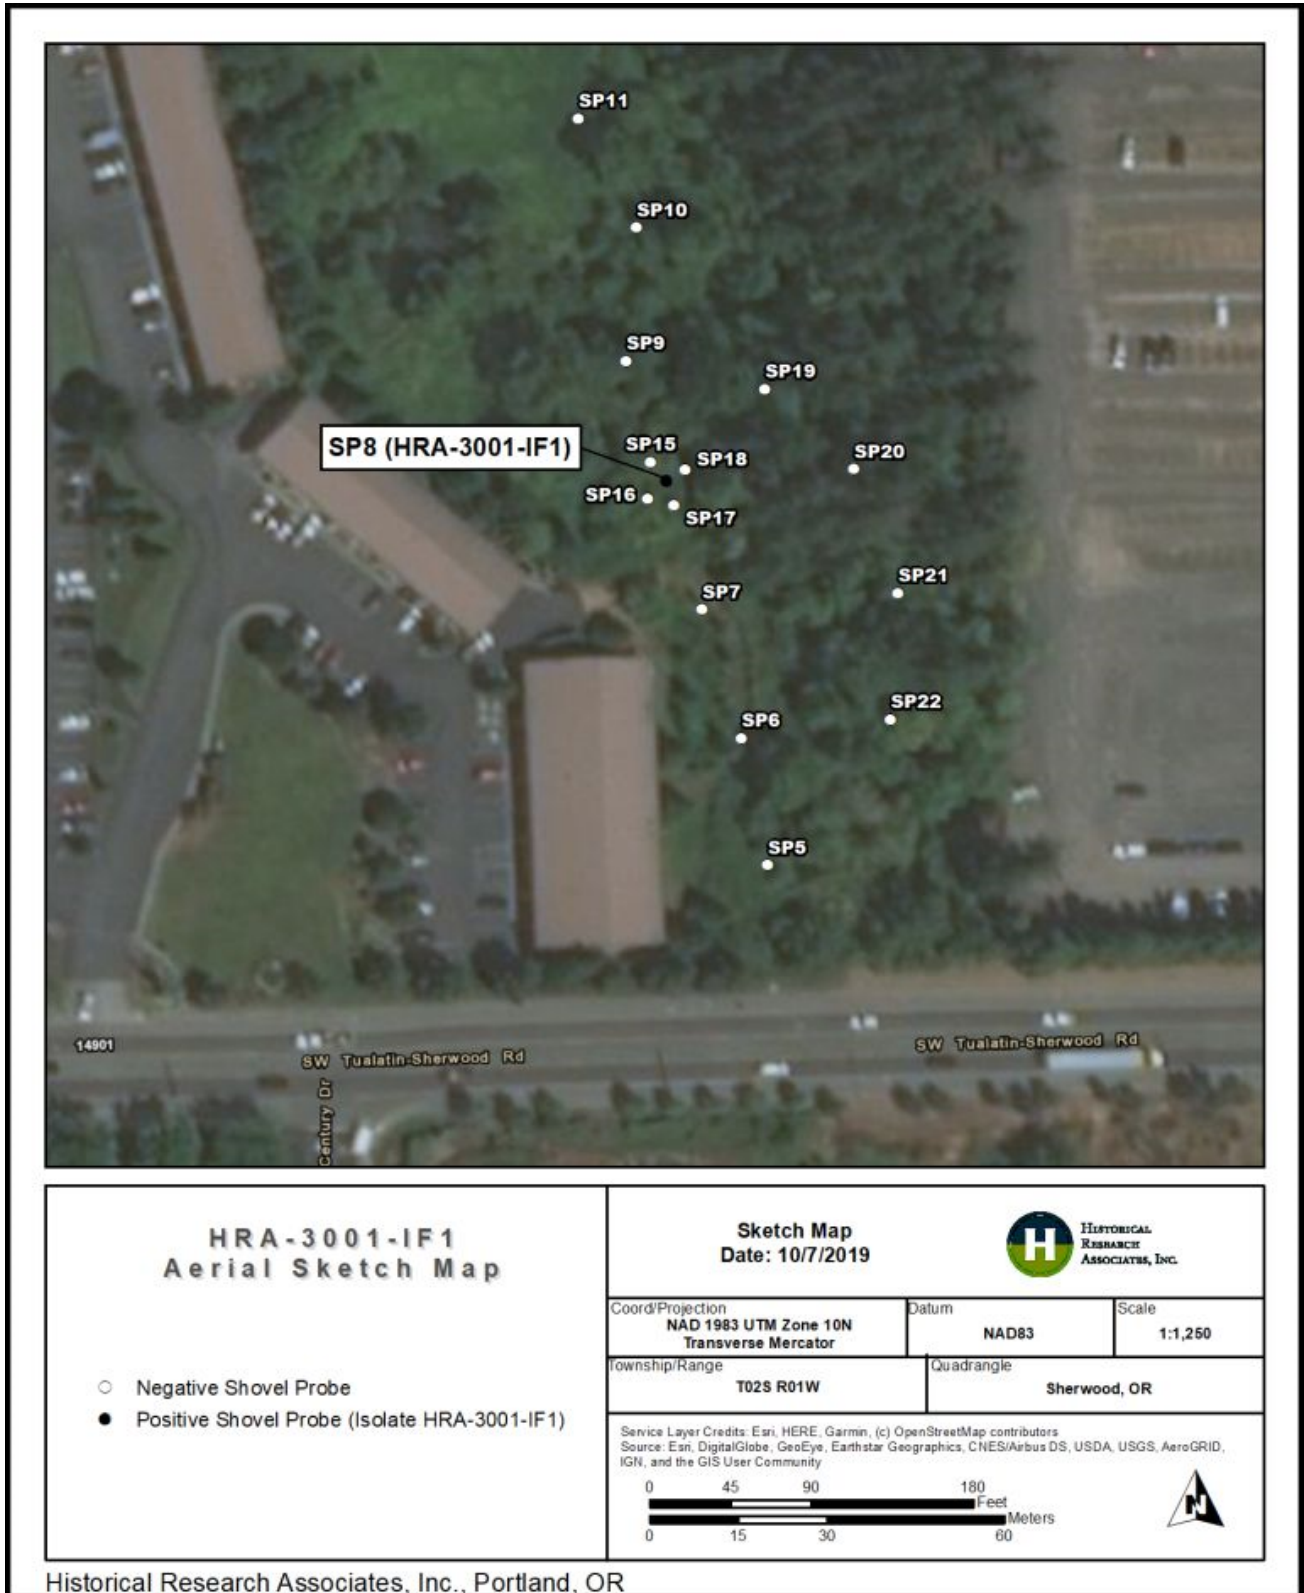 SP11
SP10
SP9
SP19
SP8 (HRA-3001-IF1)
SP15
SP18
SP20
SP16
SP17
SP21
SP7
SP22
SP6
SP5
14901
SW Tualatin-Sherwood Rd
SW Tualatin-Sherwood Rd
Century Dr
HRA-3001-IF1
Aerial Sketch Map
Negative Shovel Probe
Positive Shovel Probe (Isolate HRA-3001-IF1)
Sketch Map
Date: 10/7/2019
H
HISTORICAL
RESEARCH
ASSOCIATES, INC.
Coord/Projection
NAD 1983 UTM Zone 10N
Transverse Mercator
Datum
NAD83
Scale
1:1,250
Township/Range
T02S R01W
Quadrangle
Sherwood, OR
Service Layer Credits: Esri, HERE, Garmin, (c) OpenStreetMap contributors
Source: Esri, DigitalGlobe, GeoEye, Earthstar Geographics, CNES/Airbus DS, USDA, USGS, AeroGRID,
IGN, and the GIS User Community
0 45 90 180
Feet
Meters
0 15 30 60
N
Historical Research Associates, Inc., Portland, OR